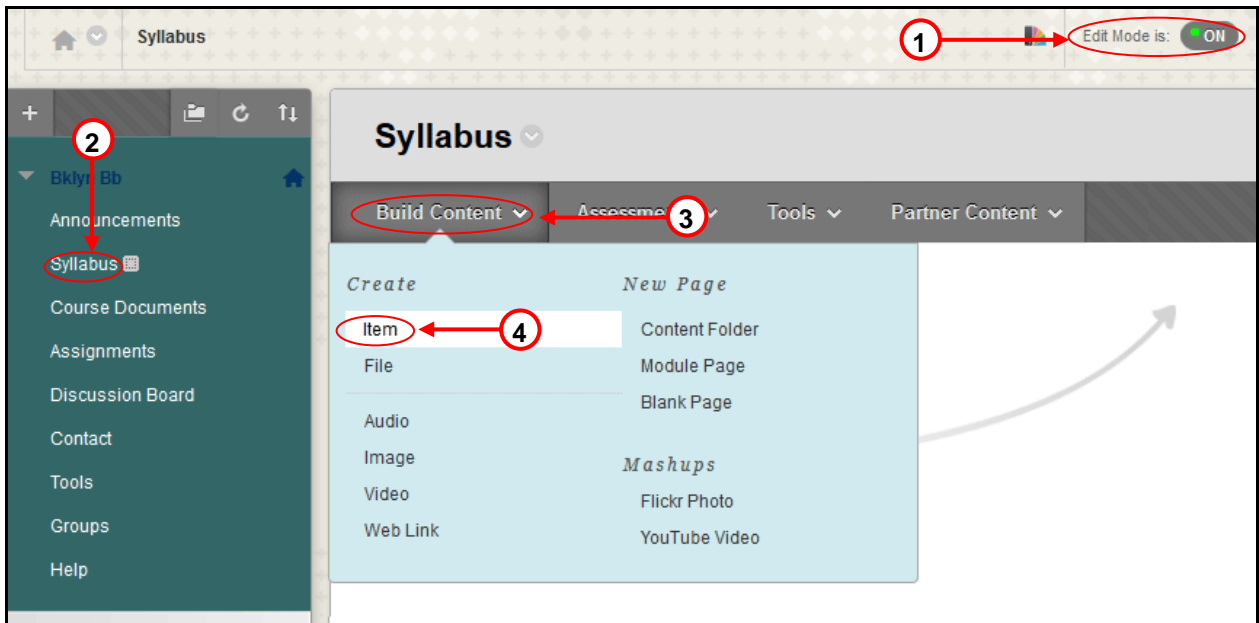 Syllabus
1
Edit Mode is: ON
2
Bklyn Bb
Announcements
Syllabus
Course Documents
Assignments
Discussion Board
Contact
Tools
Groups
Help
Syllabus
Build Content
3
Tools
Partner Content
Create
Item
4
File
Audio
Image
Video
Web Link
New Page
Content Folder
Module Page
Blank Page
Mashups
Flickr Photo
YouTube Video